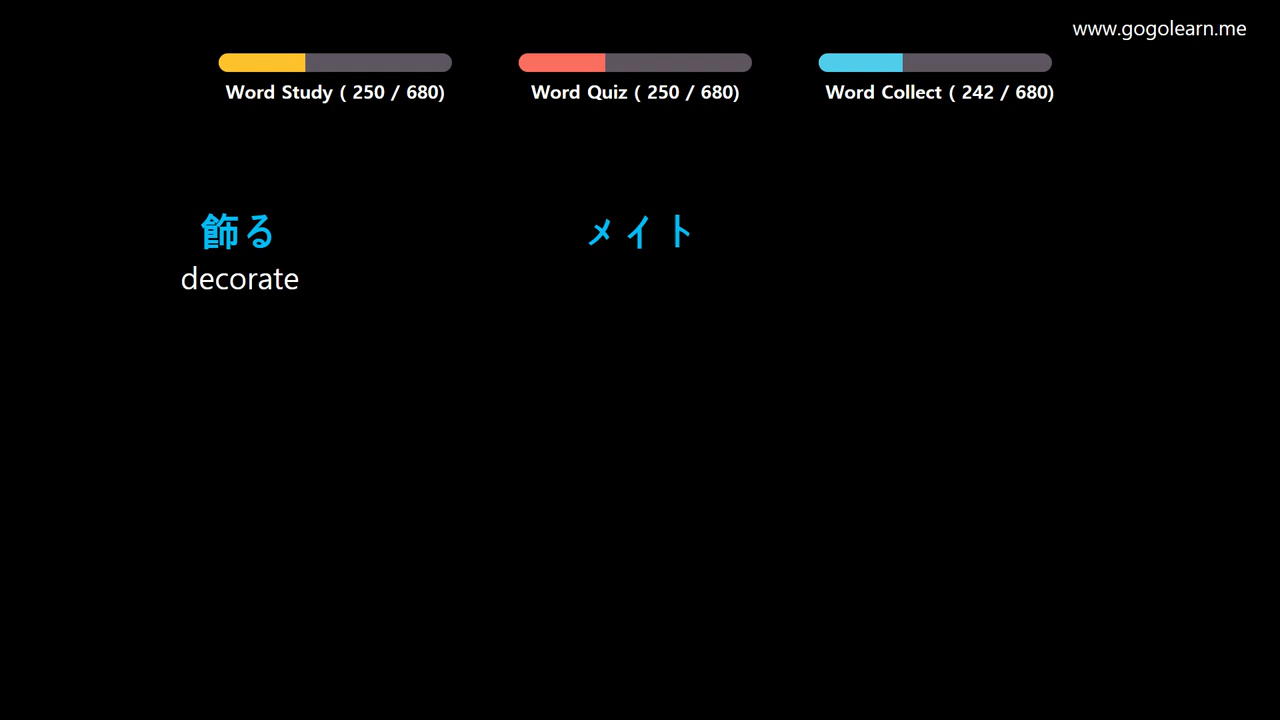 www.gogolearn.me
Word Study ( 250 / 680)
Word Quiz ( 250 / 680)
Word Collect ( 242 / 680)
飾る
decorate
メイト